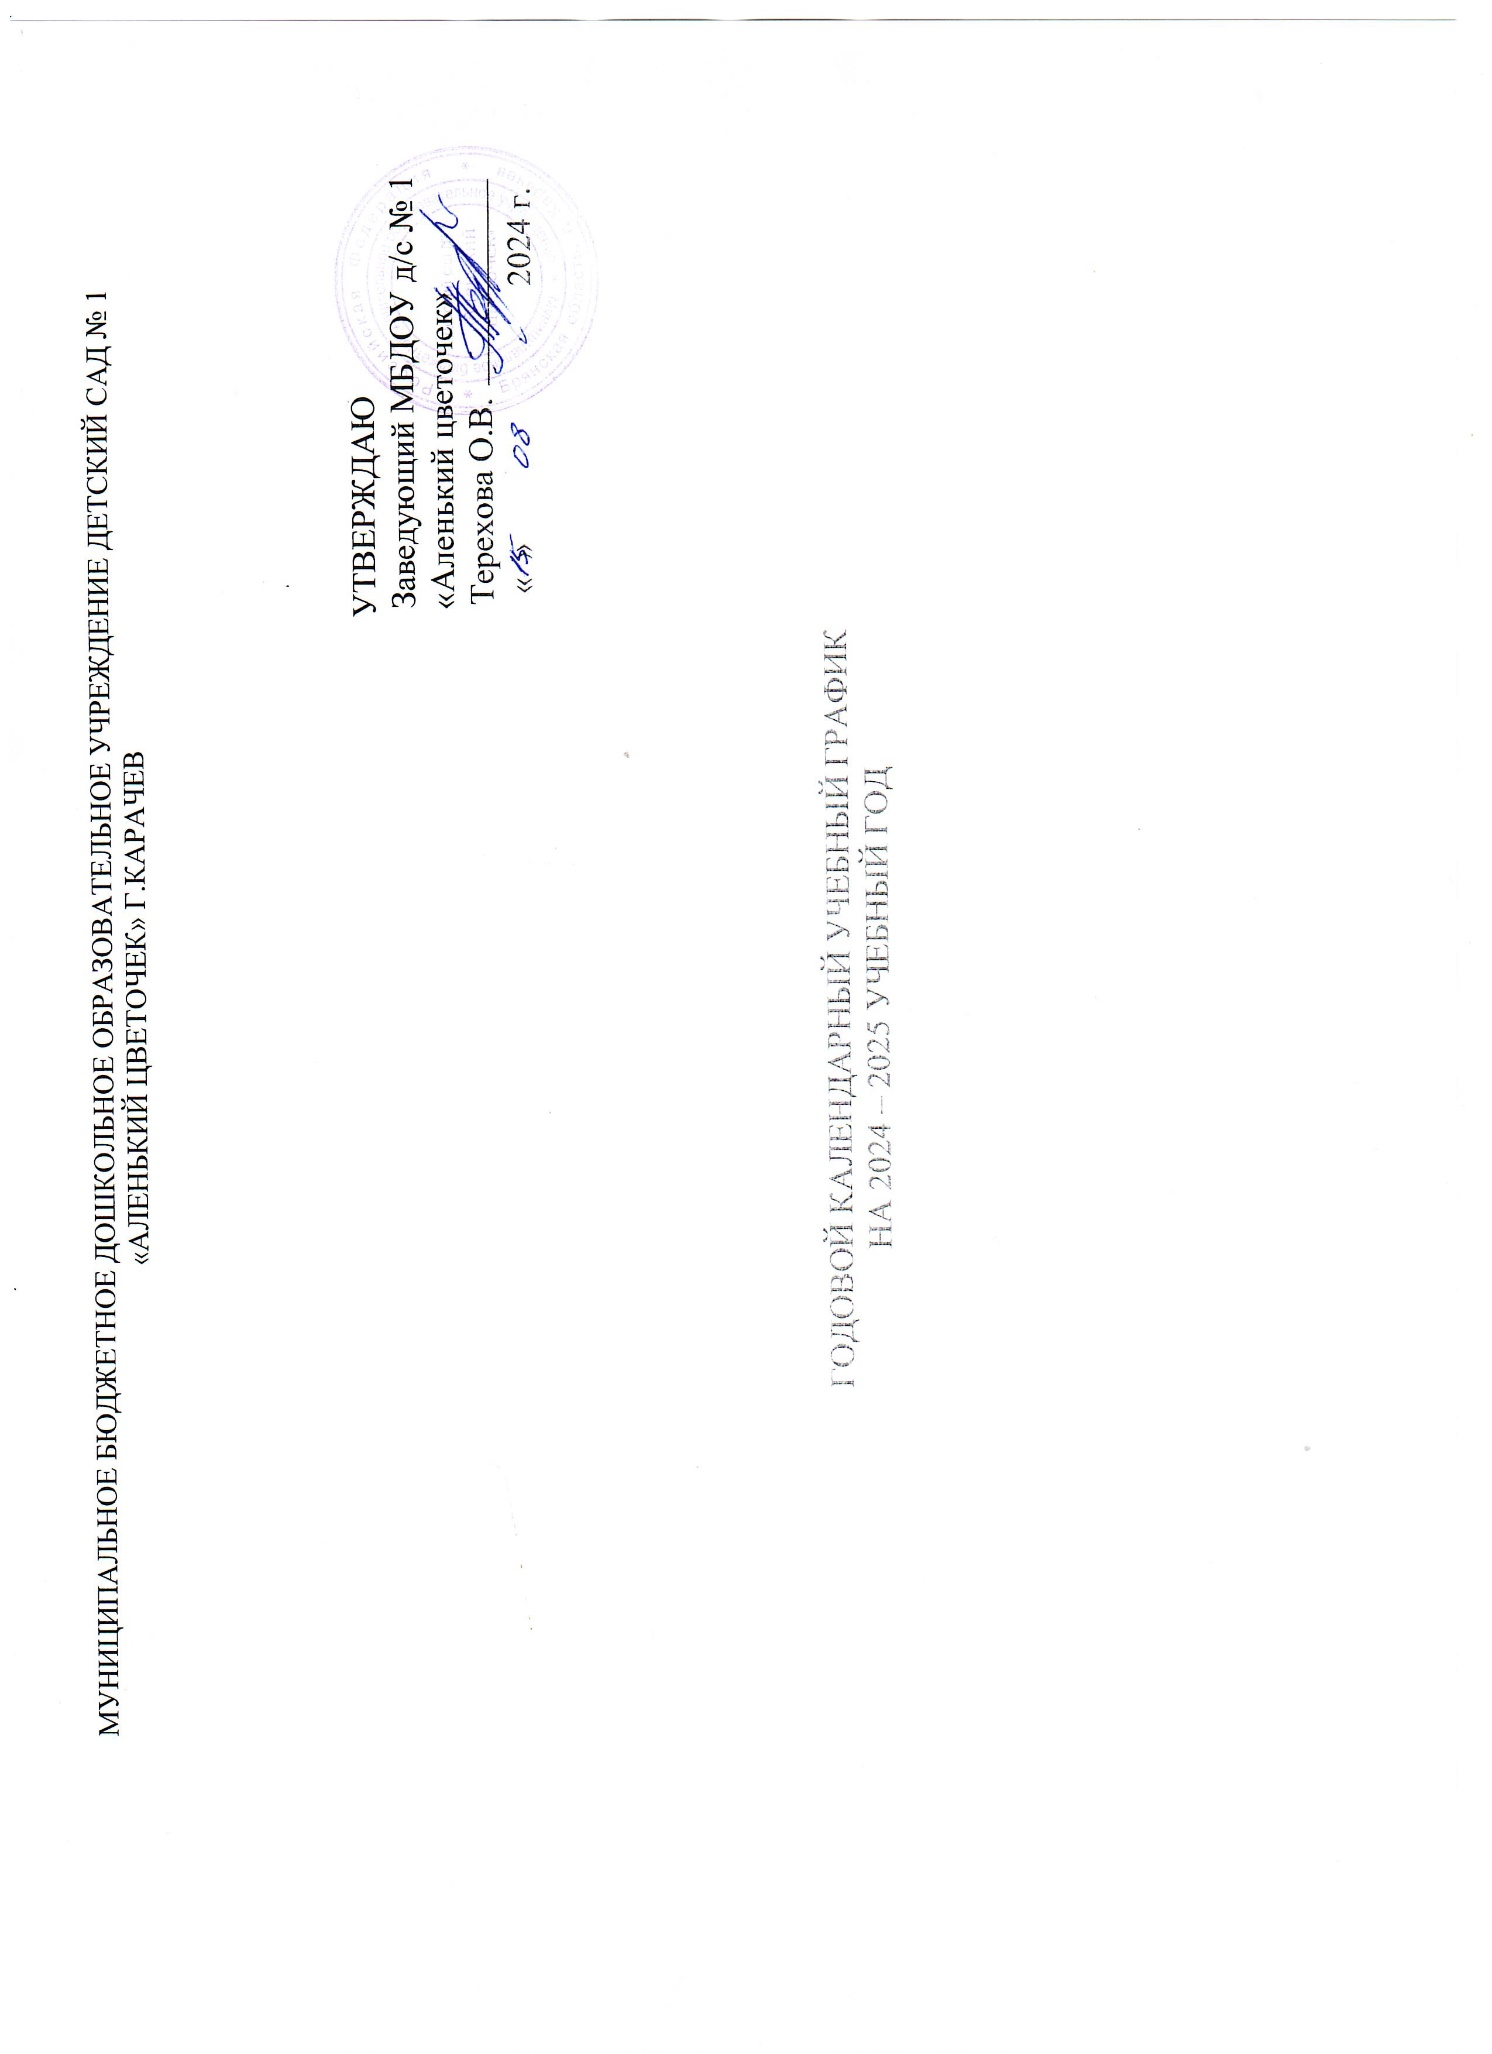 МУНИЦИПАЛЬНОЕ БЮДЖЕТНОЕ ДОШКОЛЬНОЕ ОБРАЗОВАТЕЛЬНОЕ УЧРЕЖДЕНИЕ ДЕТСКИЙ САД № 1
«АЛЕНЬКИЙ ЦВЕТОЧЕК» Г.КАРАЧЕВ
УТВЕРЖДАЮ
Заведующий МБДОУ д/с № 1
«Аленький цветочек»
Терехова О.В.
«15» 08 2024 г.
ГОДОВОЙ КАЛЕНДАРНЫЙ УЧЕБНЫЙ ГРАФИК
НА 2024 – 2025 УЧЕБНЫЙ ГОД